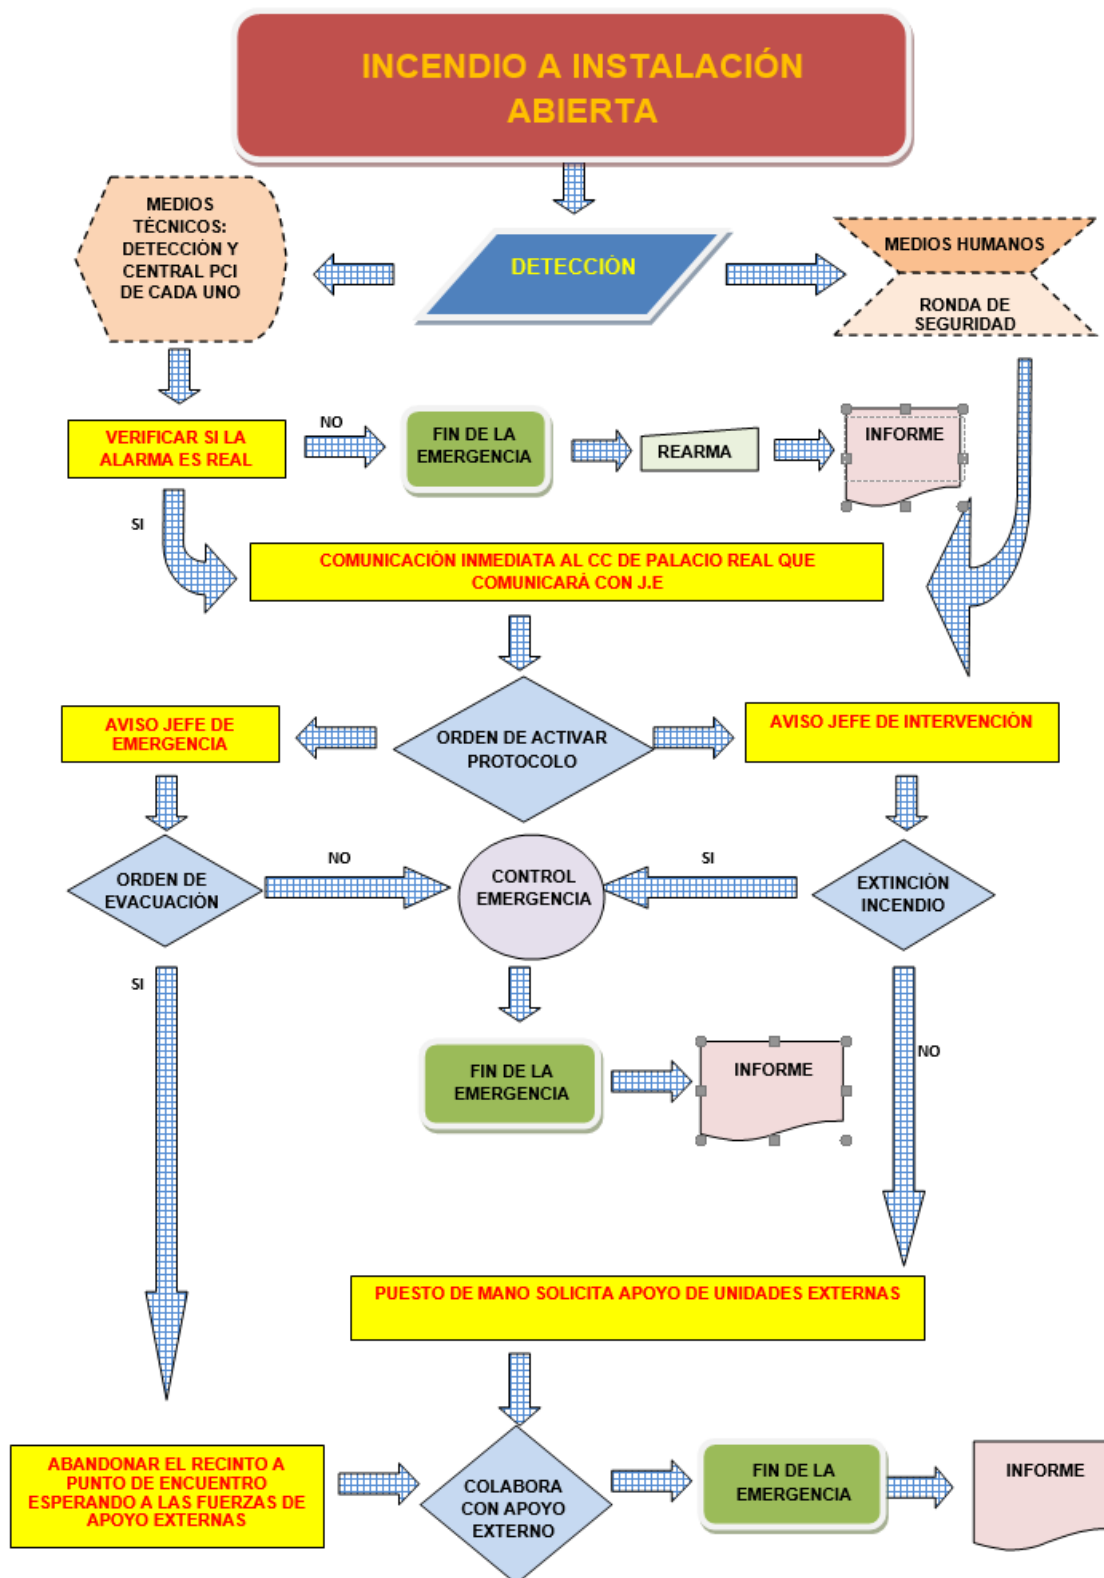 INCENDIO A INSTALACIÓN
ABIERTA
MEDIOS
TÉCNICOS:
DETECCIÓN Y
CENTRAL PCI
DE CADA UNO
DETECCIÓN
MEDIOS HUMANOS
RONDA DE
SEGURIDAD
VERIFICAR SI LA
ALARMA ES REAL
NO
FIN DE LA
EMERGENCIA
REARMA
INFORME
SI
COMUNICACIÓN INMEDIATA AL CC DE PALACIO REAL QUE
COMUNICARÁ CON J.E
AVISO JEFE DE
EMERGENCIA
ORDEN DE ACTIVAR
PROTOCOLO
AVISO JEFE DE INTERVENCIÓN
ORDEN DE
EVACUACIÓN
NO
CONTROL
EMERGENCIA
SI
EXTINCIÓN
INCENDIO
SI
NO
FIN DE LA
EMERGENCIA
INFORME
PUESTO DE MANO SOLICITA APOYO DE UNIDADES EXTERNAS
ABANDONAR EL RECINTO A
PUNTO DE ENCUENTRO
ESPERANDO A LAS FUERZAS DE
APOYO EXTERNAS
COLABORA
CON APOYO
EXTERNO
FIN DE LA
EMERGENCIA
INFORME